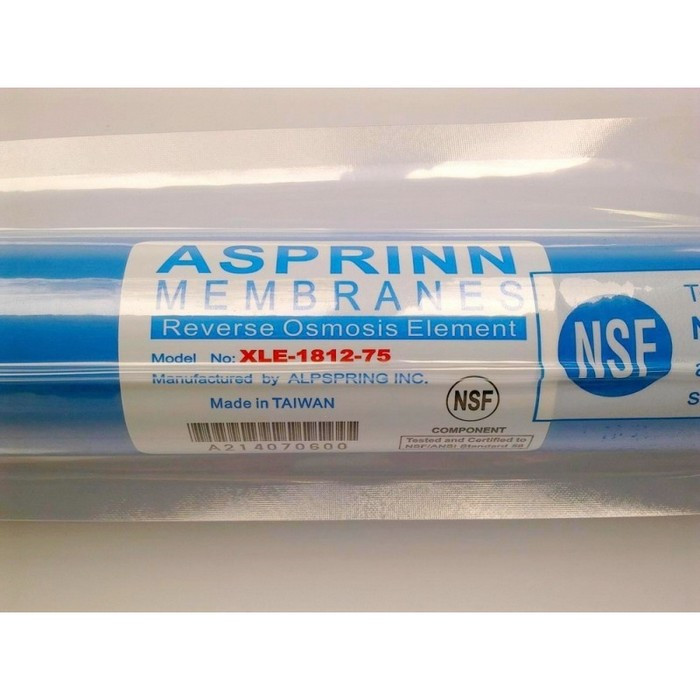 ASPRINN
MEMBRANES
Reverse Osmosis Element
Model No: XLE-1812-75
Manufactured by ALPSPRING INC.
Made in TAIWAN
A214070600
NSF
COMPONENT
Tested and Certified to
NSF/ANSI Standard 58
NSF